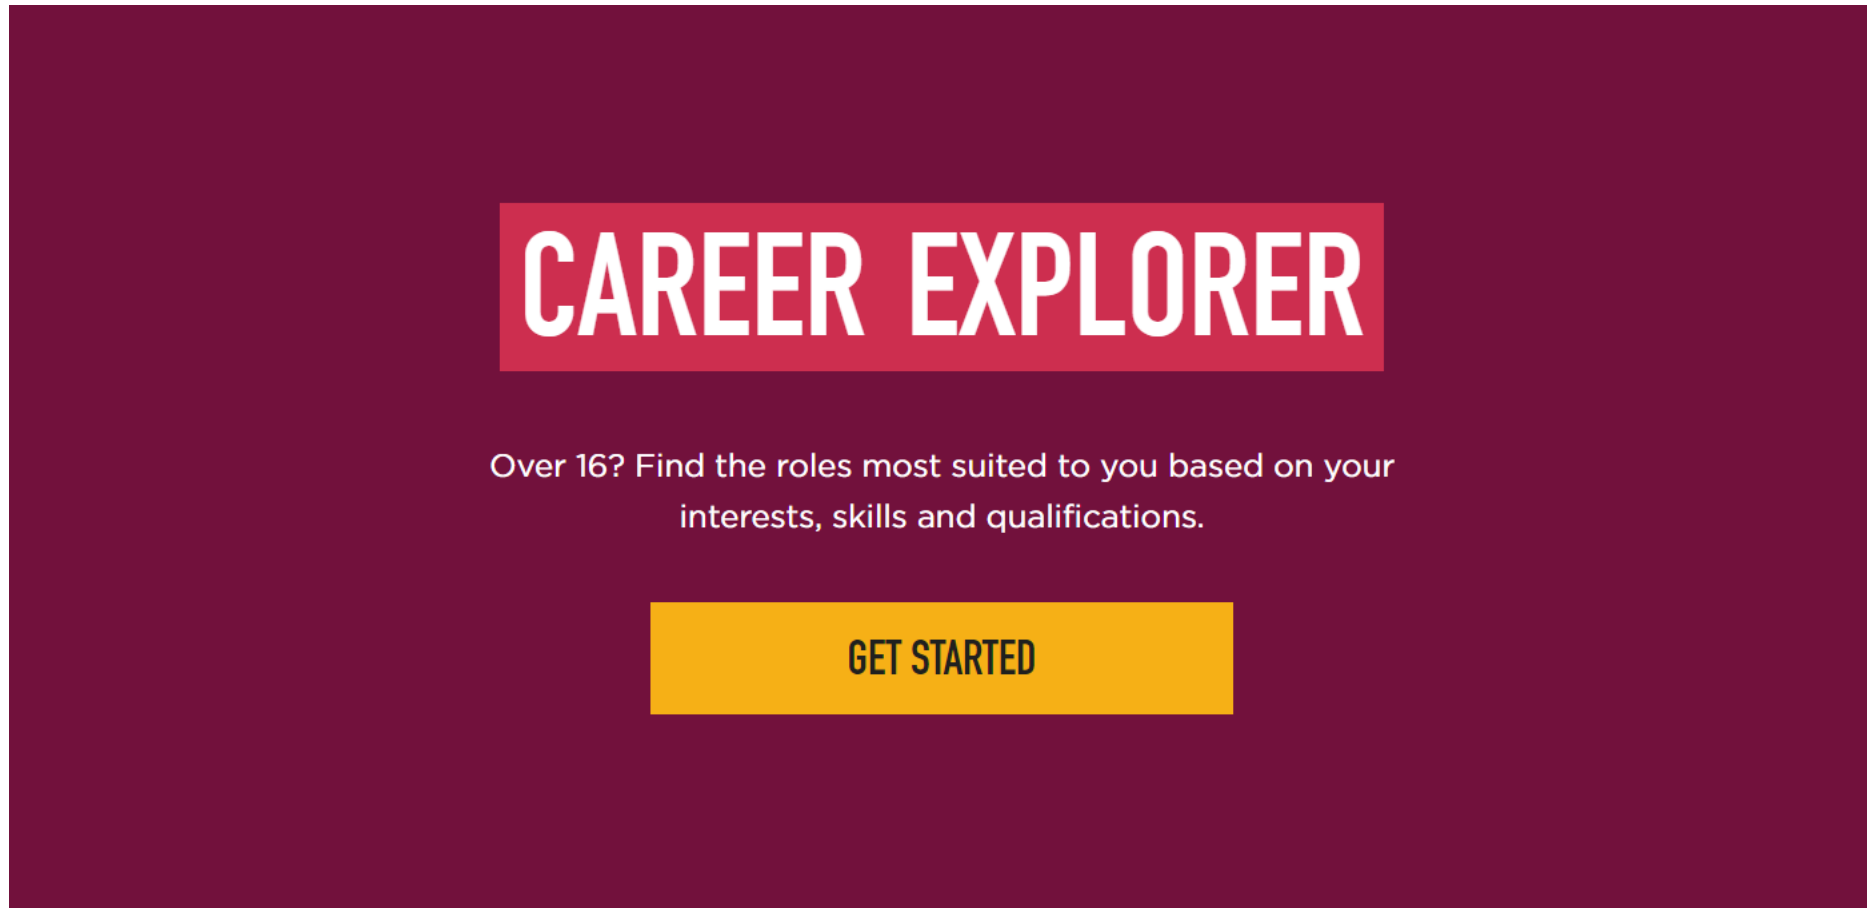 CAREER EXPLORER
Over 16? Find the roles most suited to you based on your
interests, skills and qualifications.
GET STARTED